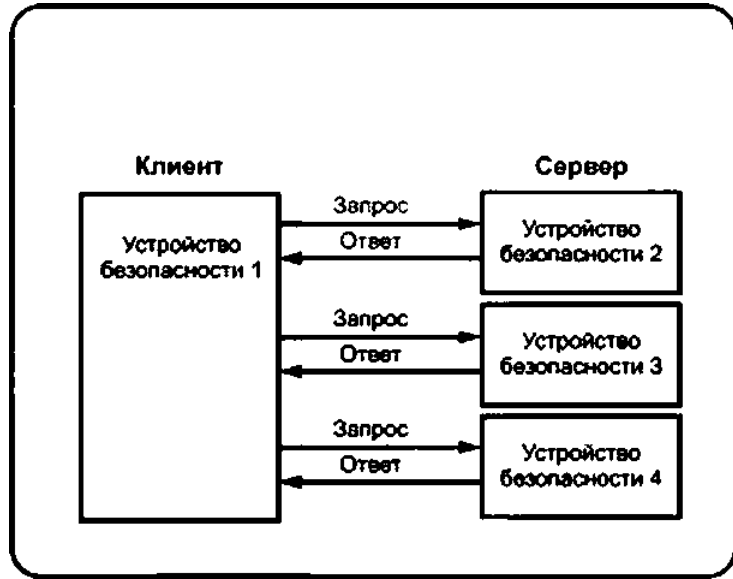 Клиент
Сервер
Устройство
безопасности 1
Запрос
Ответ
Устройство
безопасности 2
Запрос
Ответ
Устройство
безопасности 3
Запрос
Ответ
Устройство
безопасности 4